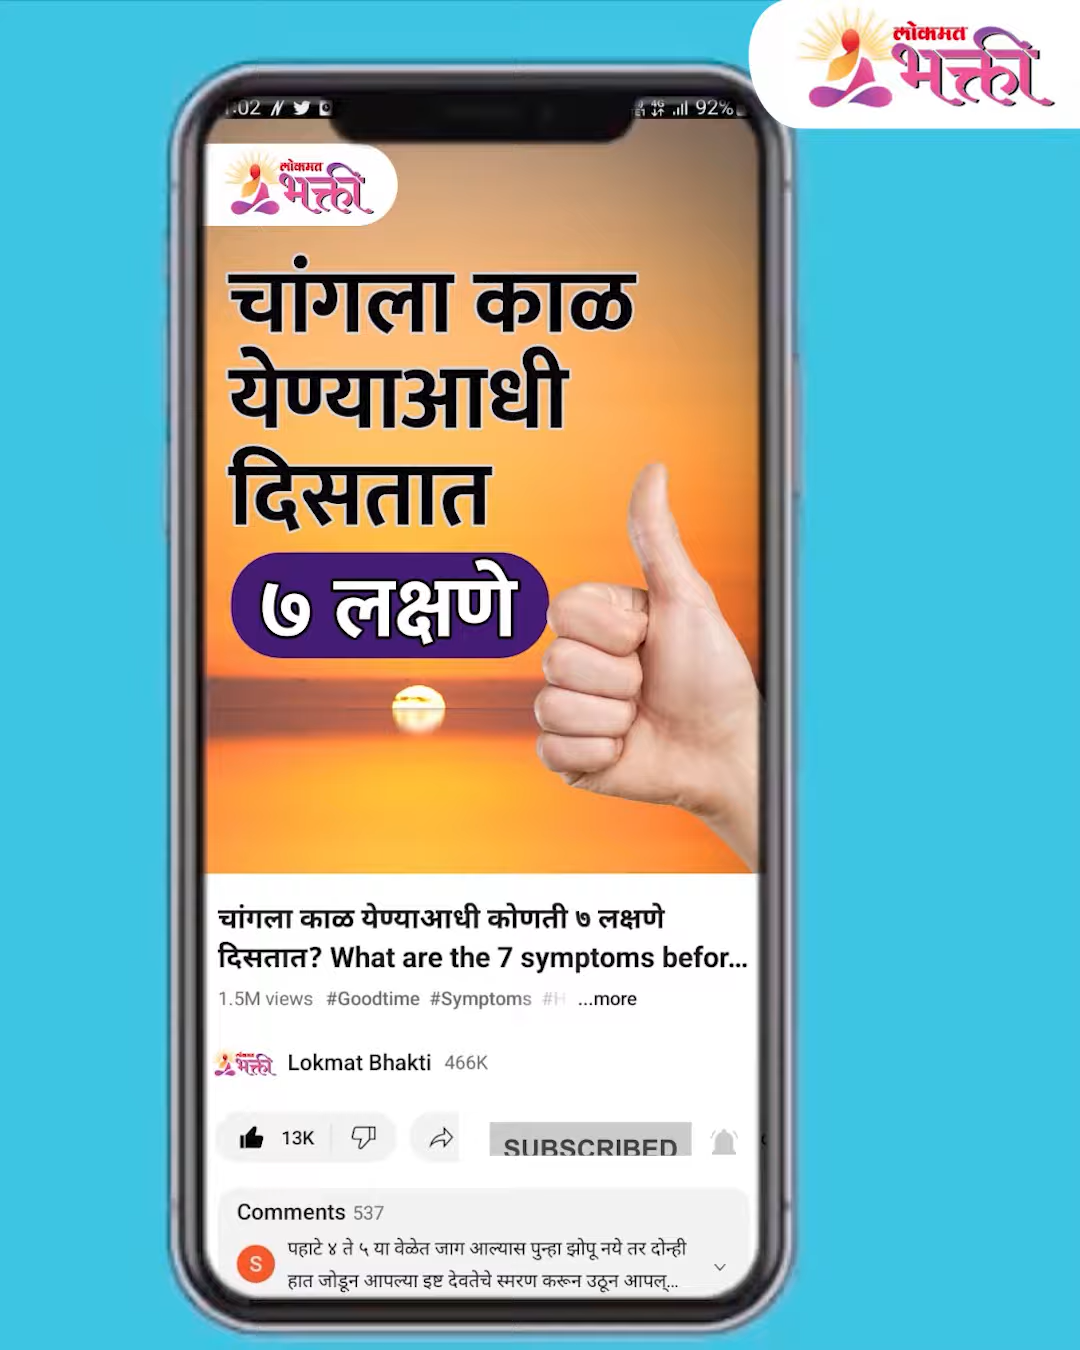 लोकमत
भक्ती
:02 92%
लोकमत
भक्ती
चांगला काळ
येण्याआधी
दिसतात
७ लक्षणे
चांगला काळ येण्याआधी कोणती ७ लक्षणे
दिसतात? What are the 7 symptoms befor...
1.5M views #Goodtime #Symptoms #H ...more
लोकमत
भक्ती
Lokmat Bhakti 466K
13K
SUBSCRIBED
Comments 537
S
पहाटे ४ ते ५ या वेळेत जाग आल्यास पुन्हा झोपू नये तर दोन्ही
हात जोडून आपल्या इष्ट देवतेचे स्मरण करून उठून आपल्...